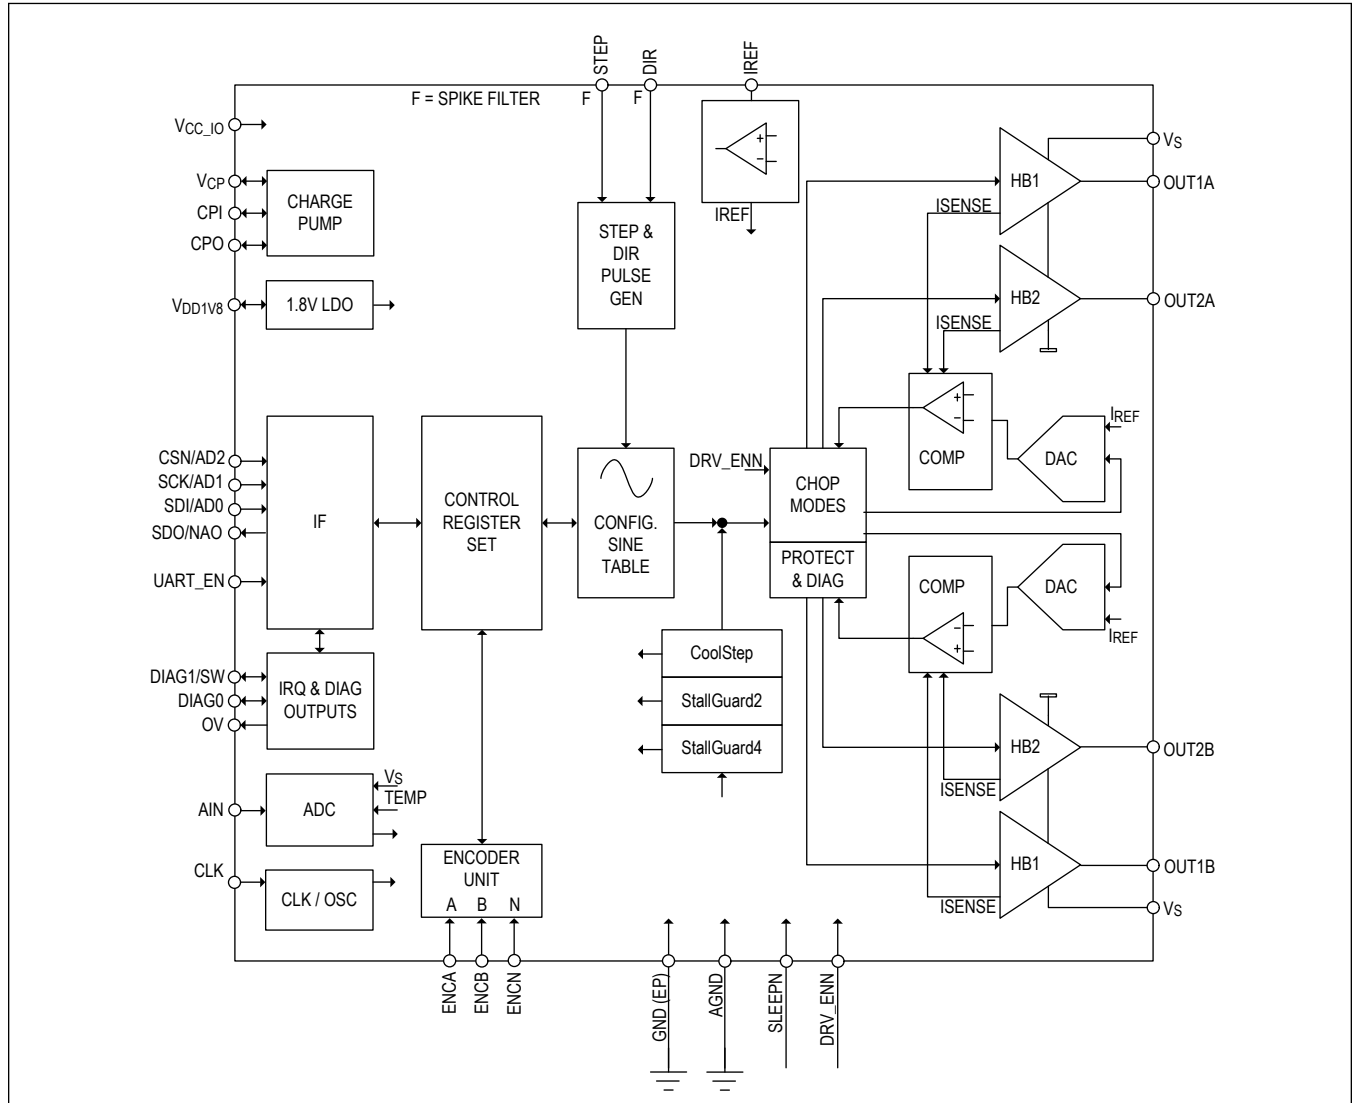 STEP
DIR
IREF
F = SPIKE FILTER
F
F
VCC_IO
VCP
CPI
CPO
CHARGE
PUMP
VDD1V8
1.8V LDO
STEP &
DIR
PULSE
GEN
IREF
HB1
ISENSE
VS
OUT1A
HB2
ISENSE
OUT2A
COMP
+
−
DAC
IREF
CSN/AD2
SCK/AD1
SDI/AD0
SDO/NAO
UART_EN
IF
CONTROL
REGISTER
SET
CONFIG.
SINE
TABLE
DRV_ENN
CHOP
MODES
PROTECT
& DIAG
COMP
−
+
DAC
IREF
DIAG1/SW
DIAG0
OV
IRQ & DIAG
OUTPUTS
CoolStep
StallGuard2
StallGuard4
HB2
ISENSE
OUT2B
HB1
ISENSE
OUT1B
VS
AIN
ADC
VS
TEMP
CLK
CLK / OSC
ENCODER
UNIT
A B N
ENCA
ENCB
ENCN
GND (EP)
AGND
SLEEPN
DRV_ENN
+
−